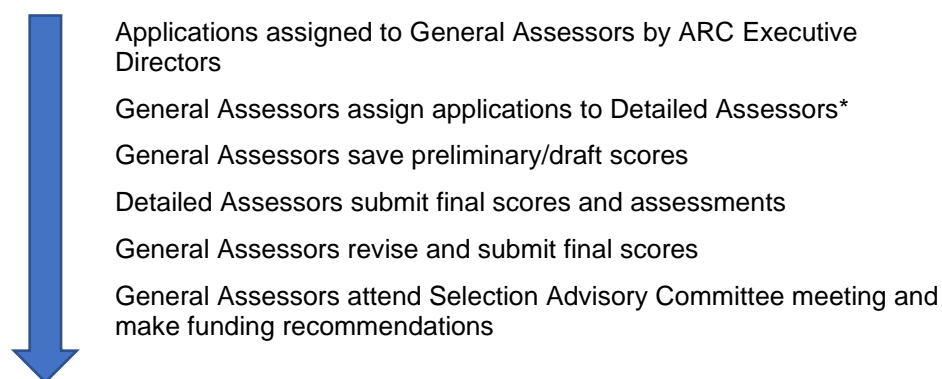 Applications assigned to General Assessors by ARC Executive
Directors
General Assessors assign applications to Detailed Assessors*
General Assessors save preliminary/draft scores
Detailed Assessors submit final scores and assessments
General Assessors revise and submit final scores
General Assessors attend Selection Advisory Committee meeting and
make funding recommendations